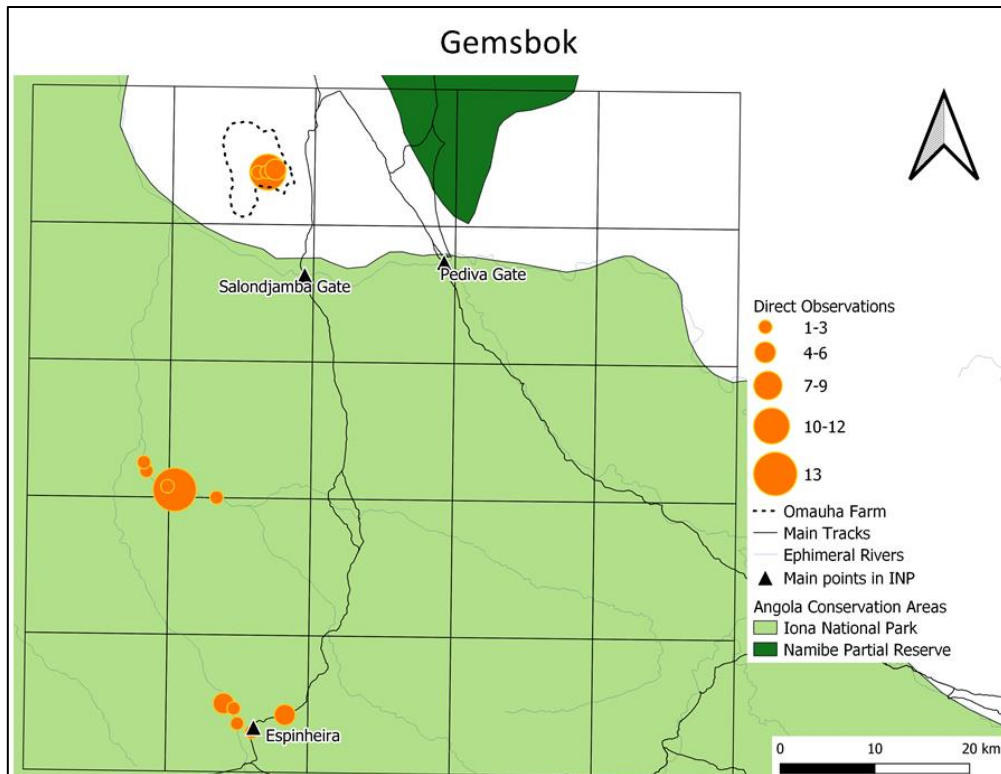 Gemsbok
Salondjamba Gate
Pediva Gate
Espinheira
Direct Observations
1-3
4-6
7-9
10-12
13
Omauha Farm
Main Tracks
Ephimeral Rivers
Main points in INP
Angola Conservation Areas
Iona National Park
Namibe Partial Reserve
0 10 20 km